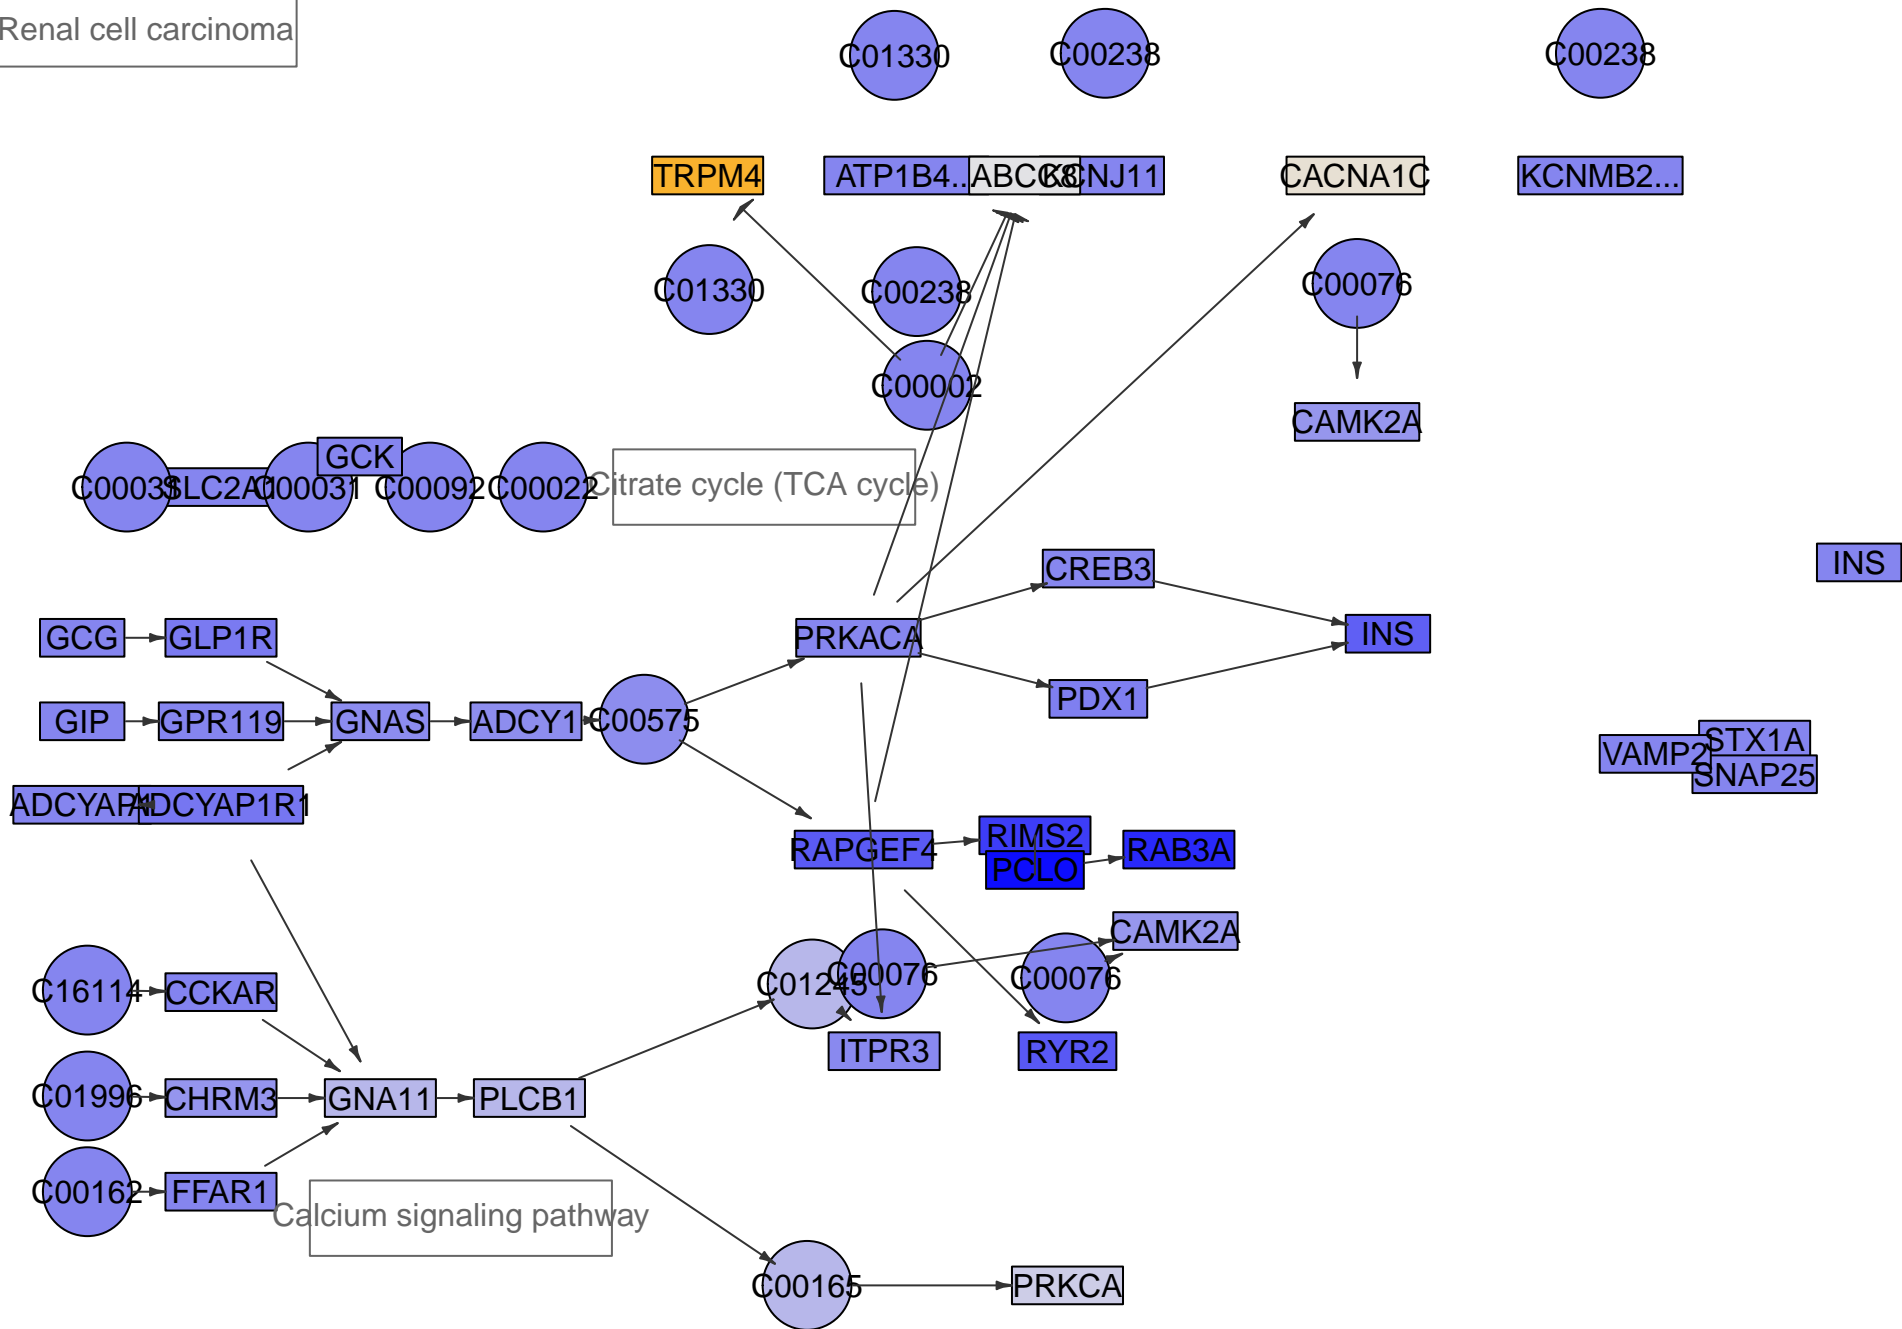 Renal cell carcinoma
C01330
C00238
C00238
TRPM4
ATP1B4...
ABCC8
KCNJ11
CACNA1C
KCNMB2...
C01330
C00238
C00076
C00002
CAMK2A
C00031
SLC2A1
C00031
GCK
C00092
C00022
Citrate cycle (TCA cycle)
CREB3
INS
GCG
GLP1R
PRKACA
INS
GIP
GPR119
GNAS
ADCY1
C00575
PDX1
VAMP2
STX1A
SNAP25
ADCYAP1
ADCYAP1R1
RAPGEF4
RIMS2
PCLO
RAB3A
CAMK2A
C16114
CCKAR
C01245
C00076
C00076
ITPR3
RYR2
C01996
CHRM3
GNA11
PLCB1
C00162
FFAR1
Calcium signaling pathway
C00165
PRKCA